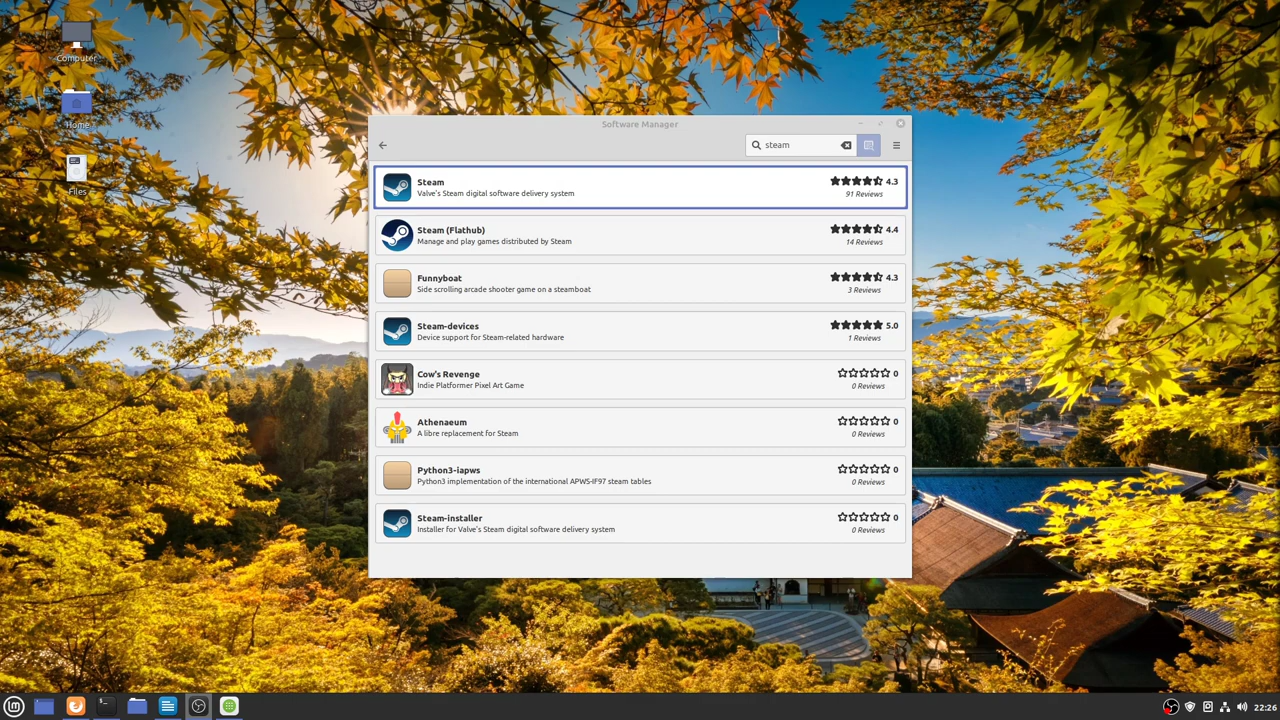 Computer
Home
Files
Software Manager
steam
Steam
Valve's Steam digital software delivery system
4.3
91 Reviews
Steam (Flathub)
Manage and play games distributed by Steam
4.4
14 Reviews
Funnyboat
Side scrolling arcade shooter game on a steamboat
4.3
3 Reviews
Steam-devices
Device support for Steam-related hardware
5.0
1 Reviews
Cow's Revenge
Indie Platformer Pixel Art Game
0
0 Reviews
Athenaeum
A libre replacement for Steam
0
0 Reviews
Python3-iapws
Python3 implementation of the international APWS-IF97 steam tables
0
0 Reviews
Steam-installer
Installer for Valve's Steam digital software delivery system
0
0 Reviews
22:26